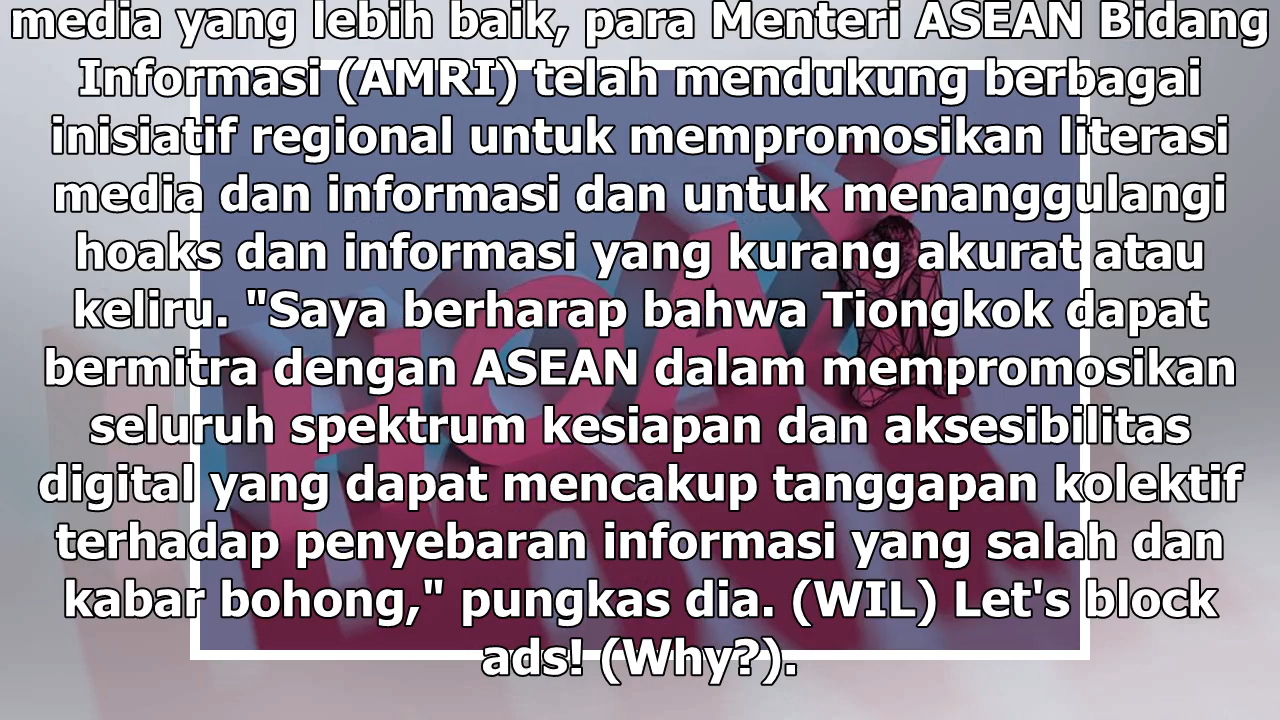 media yang lebih baik, para Menteri ASEAN Bidang
Informasi (AMRI) telah mendukung berbagai
inisiatif regional untuk mempromosikan literasi
media dan informasi dan untuk menanggulangi
hoaks dan informasi yang kurang akurat atau
keliru. "Saya berharap bahwa Tiongkok dapat
bermitra dengan ASEAN dalam mempromosikan
seluruh spektrum kesiapan dan aksesibilitas
digital yang dapat mencakup tanggapan kolektif
terhadap penyebaran informasi yang salah dan
kabar bohong," pungkas dia. (WIL) Let's block
ads! (Why?).
HOAX